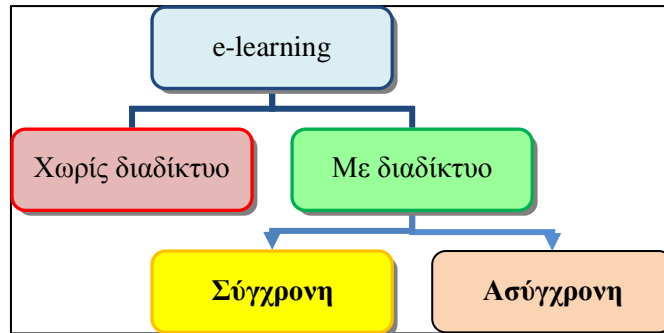 e-learning
Χωρίς διαδίκτυο
Με διαδίκτυο
Σύγχρονη
Ασύγχρονη